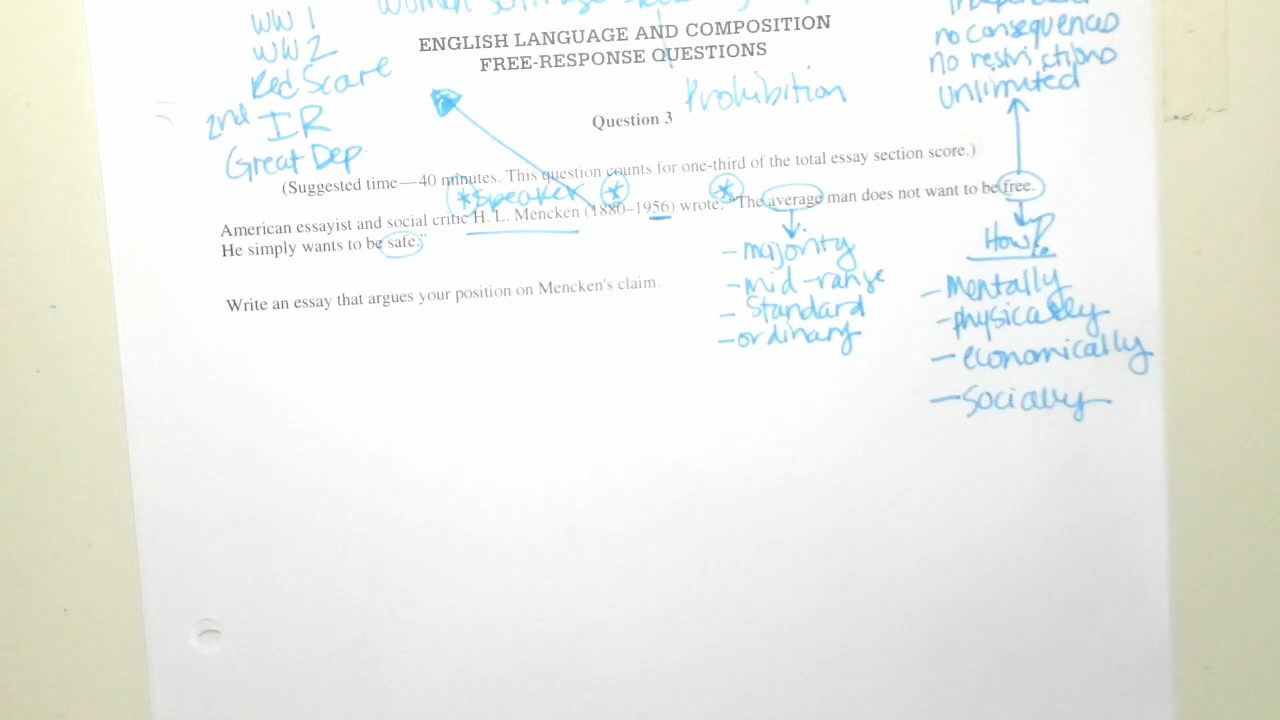 WW 1
WW 2
Red Scare
2nd IR
Great Dep.
women
ENGLISH LANGUAGE AND COMPOSITION
FREE-RESPONSE QUESTIONS
Prohibition
no consequences
no restrictions
unlimited
Question 3
(Suggested time—40 minutes. This question counts for one-third of the total essay section score.)
*Speaker * *
American essayist and social critic H. L. Mencken (1880–1956) wrote: "The average man does not want to be free.
He simply wants to be safe."
Write an essay that argues your position on Mencken's claim.
- majority
- mid-range
- Standard
- ordinary
How?
- mentally
- physically
- economically
- socially